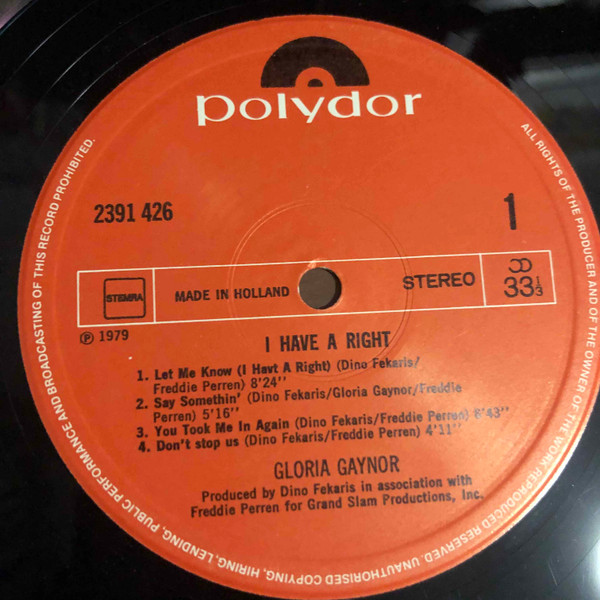 polydor
2391 426
1
STEMRA
MADE IN HOLLAND
STEREO
33 1/3
℗ 1979
I HAVE A RIGHT
1. Let Me Know (I Havt A Right) (Dino Fekaris/
Freddie Perren) 8'24''
2. Say Somethin' (Dino Fekaris/Gloria Gaynor/Freddie
Perren) 5'16''
3. You Took Me In Again (Dino Fekaris/Freddie Perren) 6'43''
4. Don't stop us (Dino Fekaris/Freddie Perren) 4'11''
GLORIA GAYNOR
Produced by Dino Fekaris in association with
Freddie Perren for Grand Slam Productions, Inc.
ALL RIGHTS OF THE PRODUCER AND OF THE OWNER OF THE WORK REPRODUCED RESERVED. UNAUTHORISED COPYING, HIRING, LENDING, PUBLIC PERFORMANCE AND BROADCASTING OF THIS RECORD PROHIBITED.